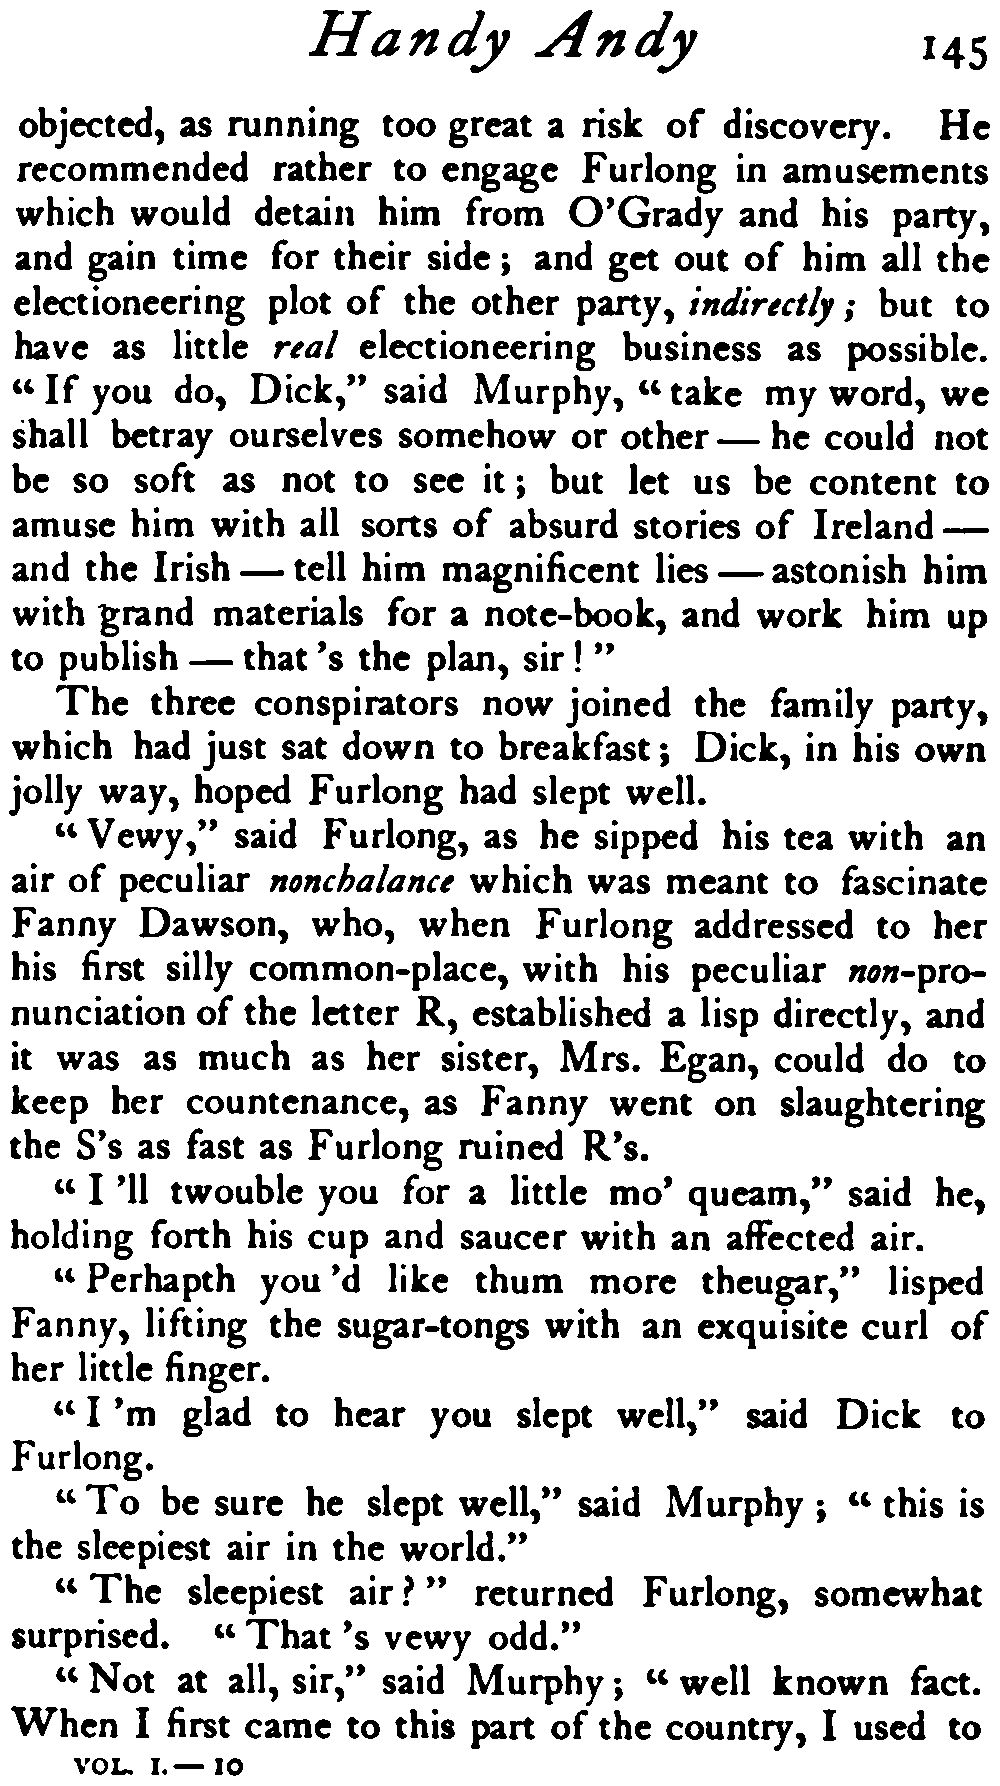 Handy Andy 145
objected, as running too great a risk of discovery. He
recommended rather to engage Furlong in amusements
which would detain him from O'Grady and his party,
and gain time for their side; and get out of him all the
electioneering plot of the other party, indirectly; but to
have as little real electioneering business as possible.
“If you do, Dick,” said Murphy, “take my word, we
shall betray ourselves somehow or other — he could not
be so soft as not to see it; but let us be content to
amuse him with all sorts of absurd stories of Ireland —
and the Irish — tell him magnificent lies — astonish him
with grand materials for a note-book, and work him up
to publish — that's the plan, sir!”
The three conspirators now joined the family party,
which had just sat down to breakfast; Dick, in his own
jolly way, hoped Furlong had slept well.
“Vewy,” said Furlong, as he sipped his tea with an
air of peculiar nonchalance which was meant to fascinate
Fanny Dawson, who, when Furlong addressed to her
his first silly common-place, with his peculiar non-pro-
nunciation of the letter R, established a lisp directly, and
it was as much as her sister, Mrs. Egan, could do to
keep her countenance, as Fanny went on slaughtering
the S's as fast as Furlong ruined R's.
“I'll twouble you for a little mo' queam,” said he,
holding forth his cup and saucer with an affected air.
“Perhapth you'd like thum more theugar,” lisped
Fanny, lifting the sugar-tongs with an exquisite curl of
her little finger.
“I'm glad to hear you slept well,” said Dick to
Furlong.
“To be sure he slept well,” said Murphy; “this is
the sleepiest air in the world.”
“The sleepiest air?” returned Furlong, somewhat
surprised. “That's vewy odd.”
“Not at all, sir,” said Murphy; “well known fact.
When I first came to this part of the country, I used to
VOL. I. — 10